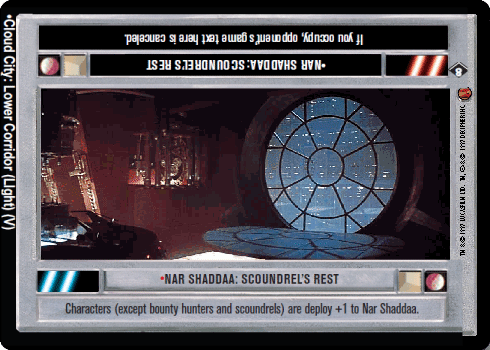 If you occupy, opponent's game text here is canceled.
•NAR SHADDAA: SCOUNDREL'S REST
8
•Cloud City: Lower Corridor (Light) (V)
•NAR SHADDAA: SCOUNDREL'S REST
Characters (except bounty hunters and scoundrels) are deploy +1 to Nar Shaddaa.